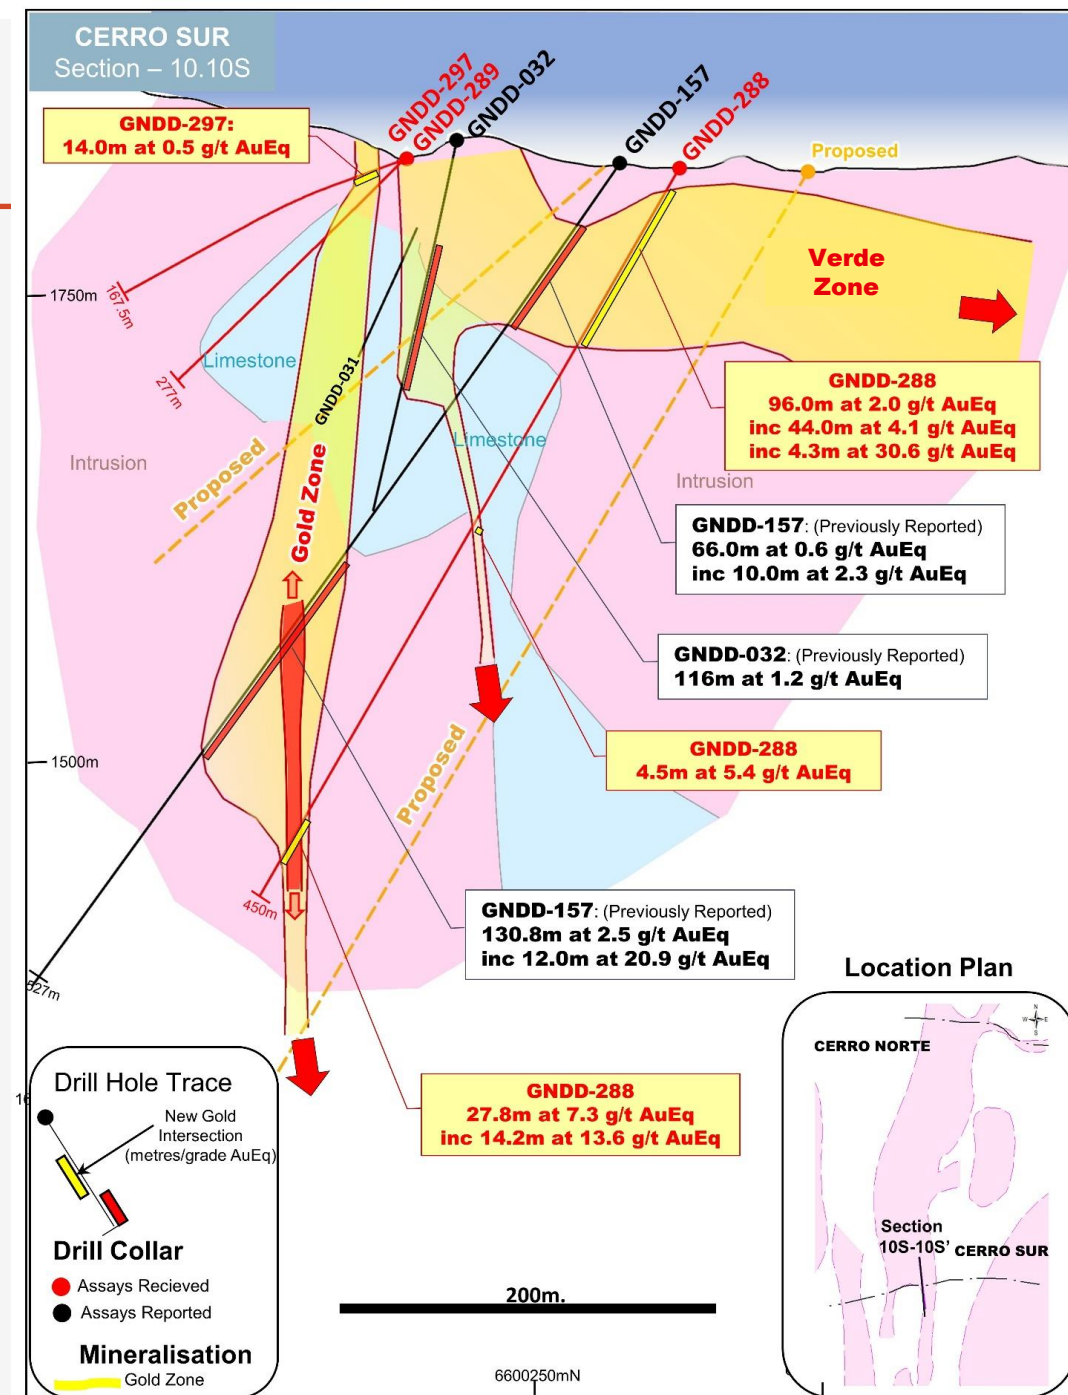 CERRO SUR
Section – 10.10S
GNDD-297
GNDD-289
GNDD-032
GNDD-157
GNDD-288
Proposed
GNDD-297:
14.0m at 0.5 g/t AuEq
Verde
Zone
1750m
167.5m
277m
Limestone
GNDD-031
Limestone
Intrusion
Intrusion
Proposed
Gold Zone
GNDD-288
96.0m at 2.0 g/t AuEq
inc 44.0m at 4.1 g/t AuEq
inc 4.3m at 30.6 g/t AuEq
GNDD-157: (Previously Reported)
66.0m at 0.6 g/t AuEq
inc 10.0m at 2.3 g/t AuEq
GNDD-032: (Previously Reported)
116m at 1.2 g/t AuEq
1500m
GNDD-288
4.5m at 5.4 g/t AuEq
Proposed
450m
GNDD-157: (Previously Reported)
130.8m at 2.5 g/t AuEq
inc 12.0m at 20.9 g/t AuEq
527m
GNDD-288
27.8m at 7.3 g/t AuEq
inc 14.2m at 13.6 g/t AuEq
Drill Hole Trace
New Gold
Intersection
(metres/grade AuEq)
Drill Collar
Assays Recieved
Assays Reported
Mineralisation
Gold Zone
200m.
6600250mN
Location Plan
N
W E
S
CERRO NORTE
Section
10S-10S'
CERRO SUR